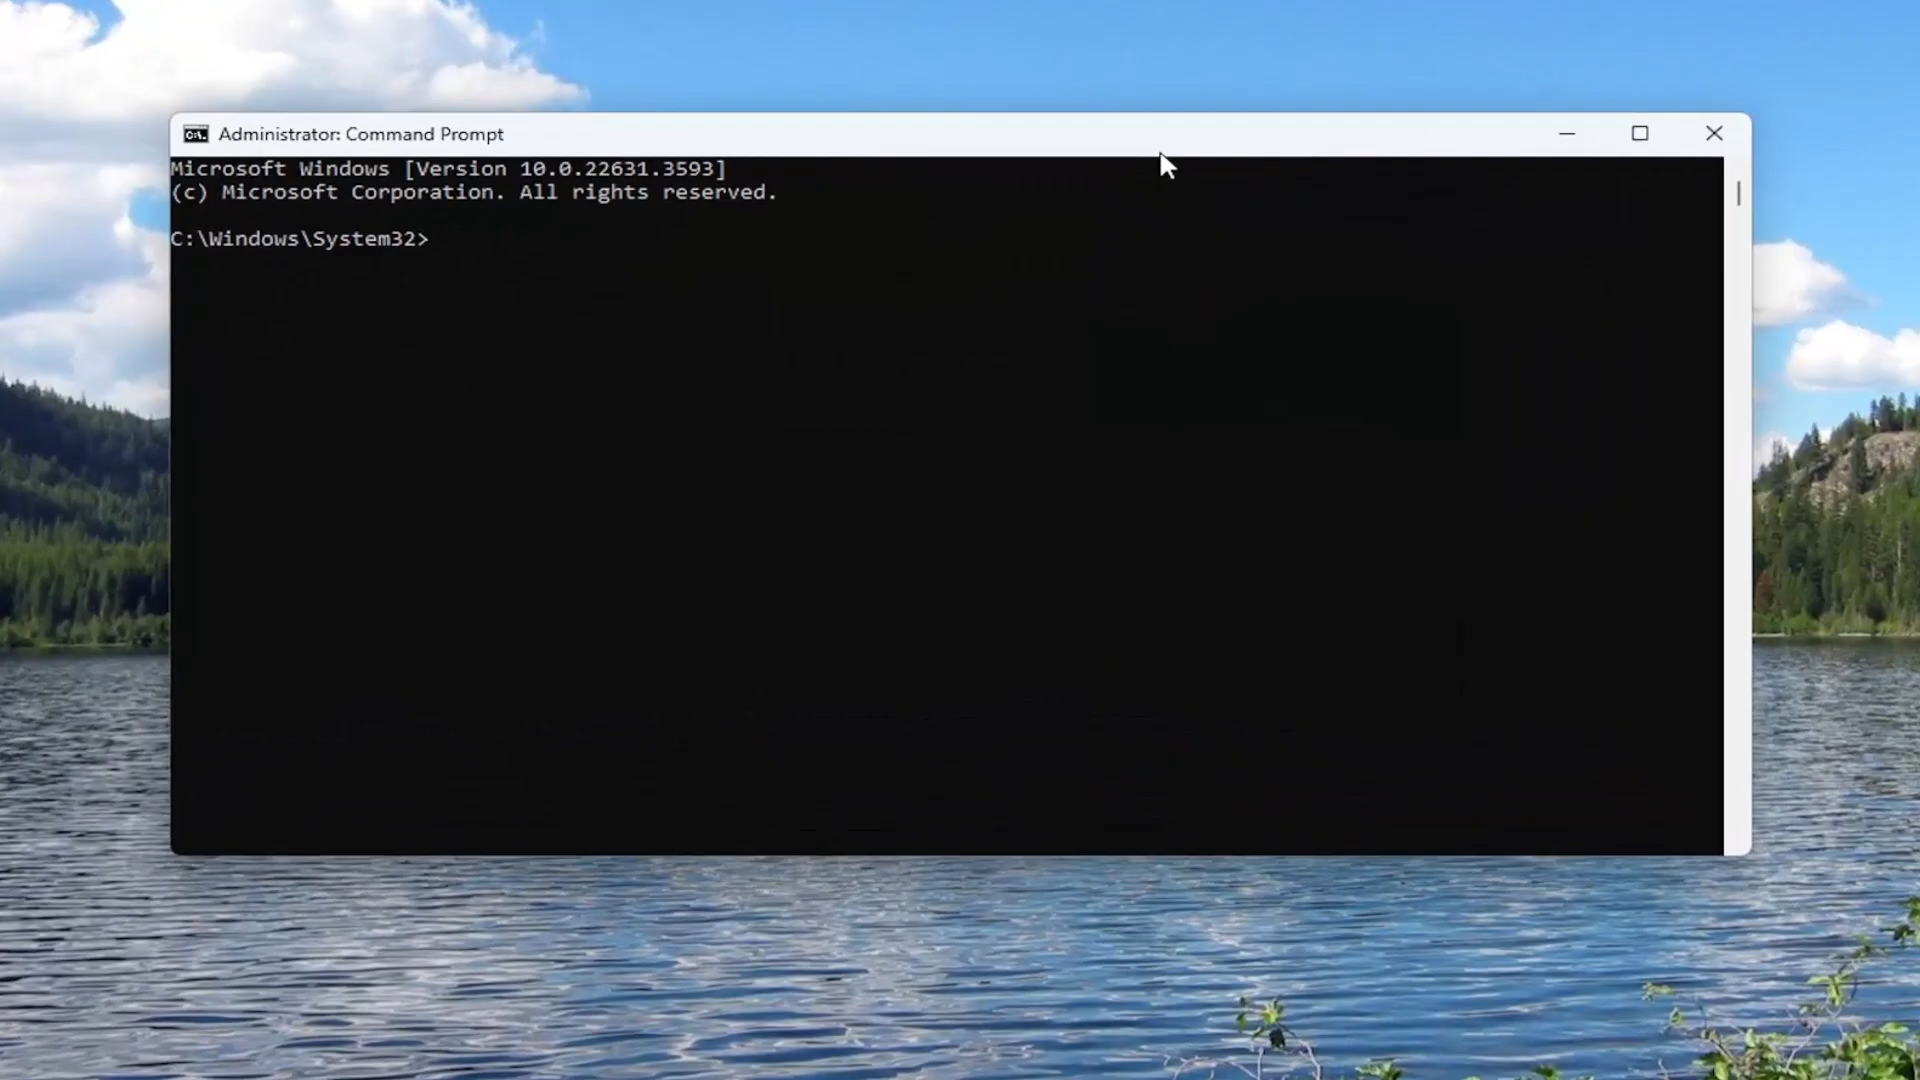 Administrator: Command Prompt
Microsoft Windows [Version 10.0.22631.3593]
(c) Microsoft Corporation. All rights reserved.
C:\Windows\System32>